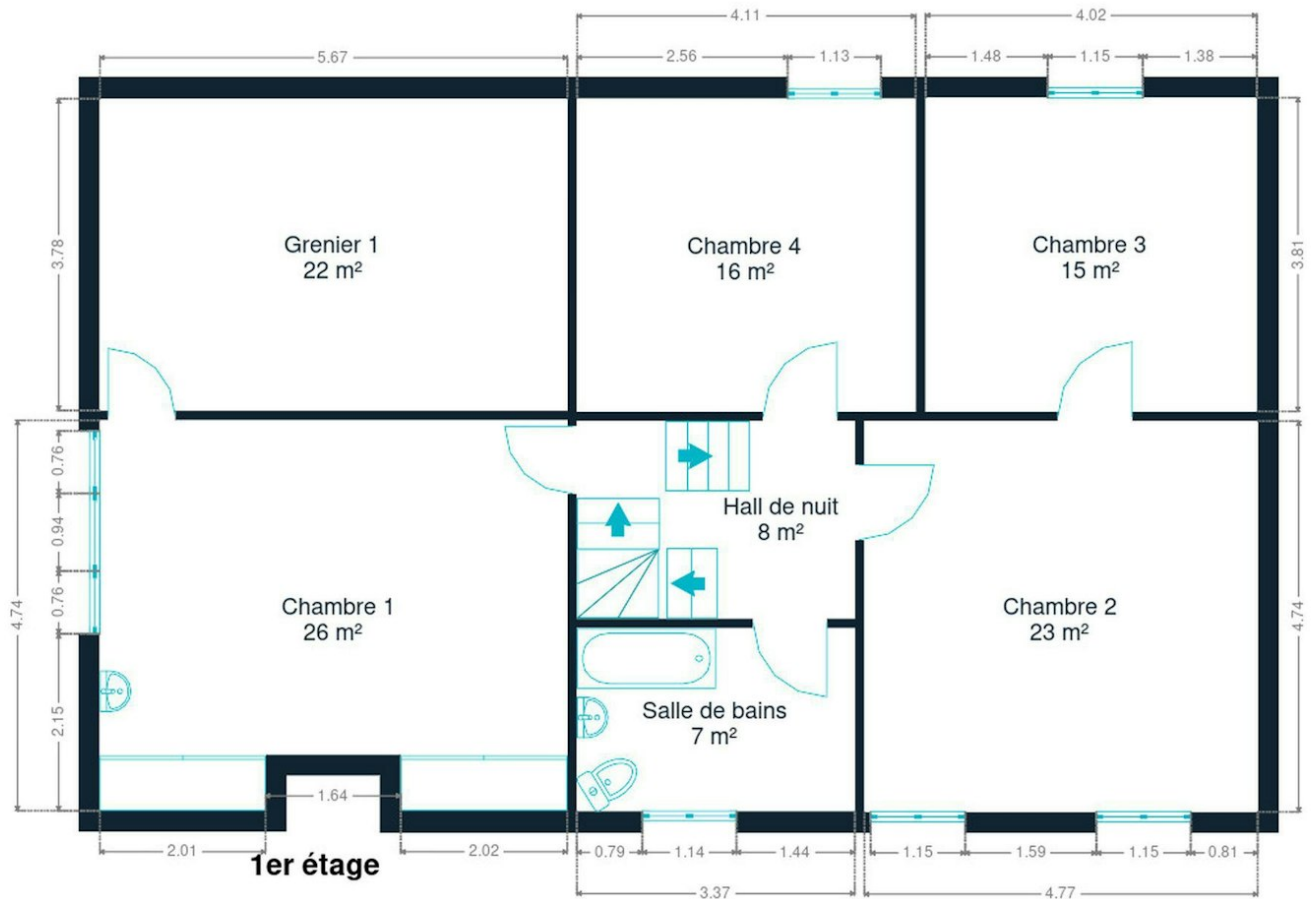 4.11
4.02
5.67
2.56
1.13
1.48
1.15
1.38
3.78
Grenier 1
22 m²
Chambre 4
16 m²
Chambre 3
15 m²
3.81
0.76
0.94
0.76
4.74
2.15
Hall de nuit
8 m²
Chambre 1
26 m²
Chambre 2
23 m²
4.74
Salle de bains
7 m²
1.64
2.01
2.02
0.79
1.14
1.44
1.15
1.59
1.15
0.81
1er étage
3.37
4.77